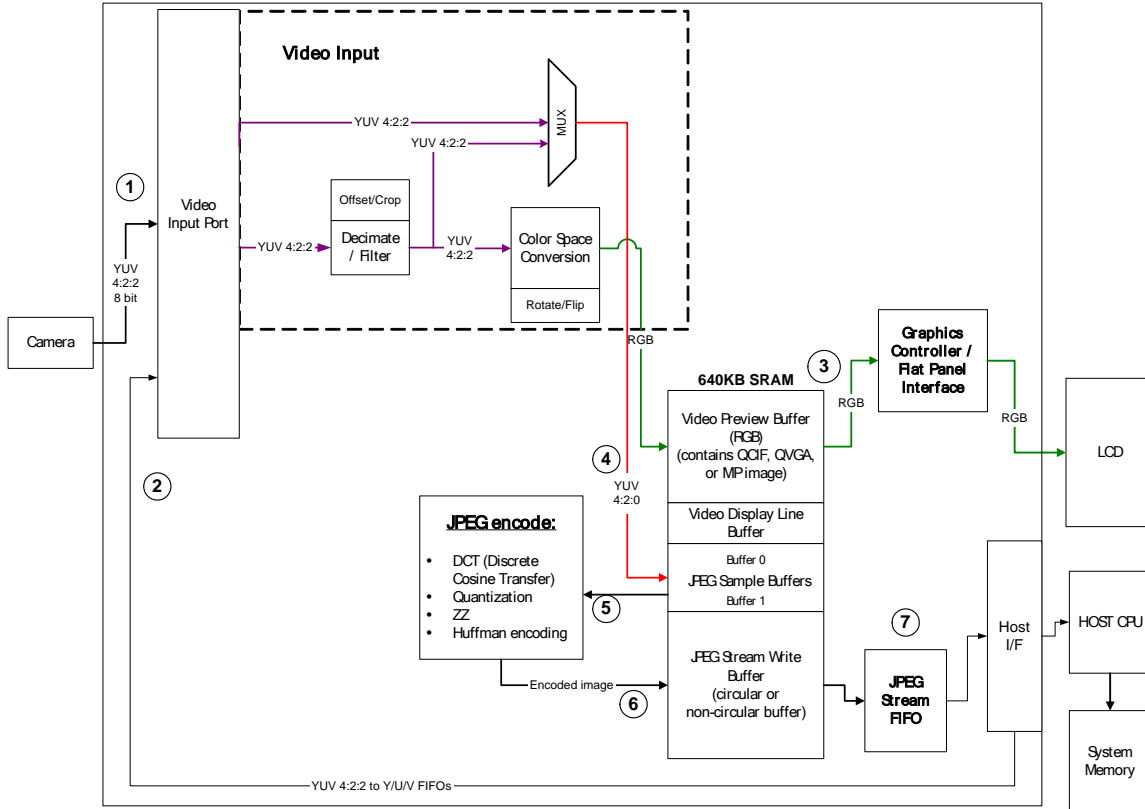 Video Input
YUV 4:2:2
YUV 4:2:2
MUX
1
Video
Input Port
Offset/Crop
Decimate
/ Filter
YUV 4:2:2
YUV
4:2:2
Color Space
Conversion
Rotate/Flip
YUV
4:2:2
8 bit
Camera
RGB
Graphics
Controller /
Flat Panel
Interface
3
RGB
RGB
LCD
640KB SRAM
Video Preview Buffer
(RGB)
(contains QCIF, QVGA,
or MP image)
4
YUV
4:2:0
2
Video Display Line
Buffer
Buffer 0
JPEG Sample Buffers
Buffer 1
JPEG encode:
• DCT (Discrete
Cosine Transfer)
• Quantization
• ZZ
• Huffman encoding
5
Encoded image
6
JPEG Stream Write
Buffer
(circular or
non-circular buffer)
7
JPEG
Stream
FIFO
Host
I/F
HOST CPU
System
Memory
YUV 4:2:2 to Y/U/V FIFOs